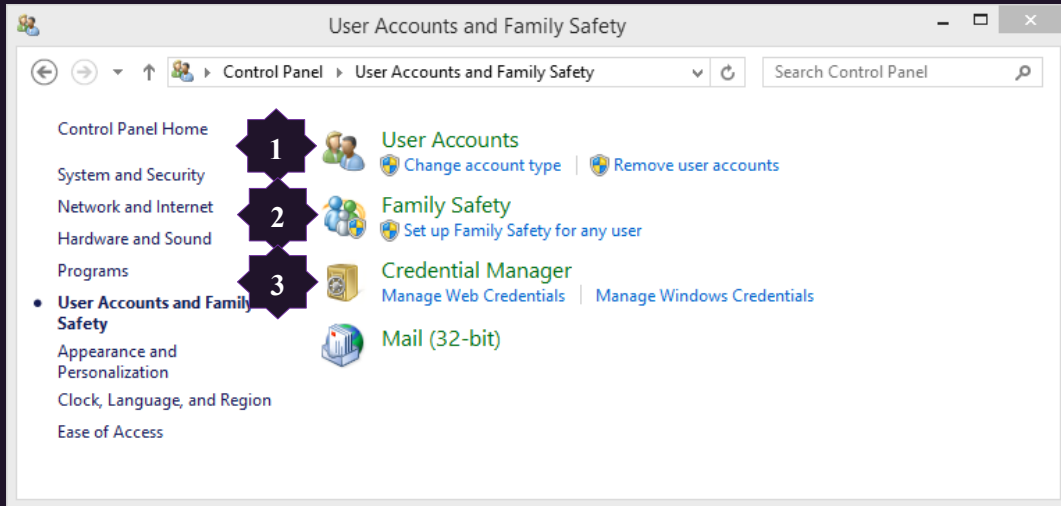 User Accounts and Family Safety
Control Panel User Accounts and Family Safety
Search Control Panel
Control Panel Home
System and Security
Network and Internet
Hardware and Sound
Programs
User Accounts and Family
Safety
Appearance and
Personalization
Clock, Language, and Region
Ease of Access
1
User Accounts
Change account type Remove user accounts
2
Family Safety
Set up Family Safety for any user
3
Credential Manager
Manage Web Credentials Manage Windows Credentials
Mail (32-bit)